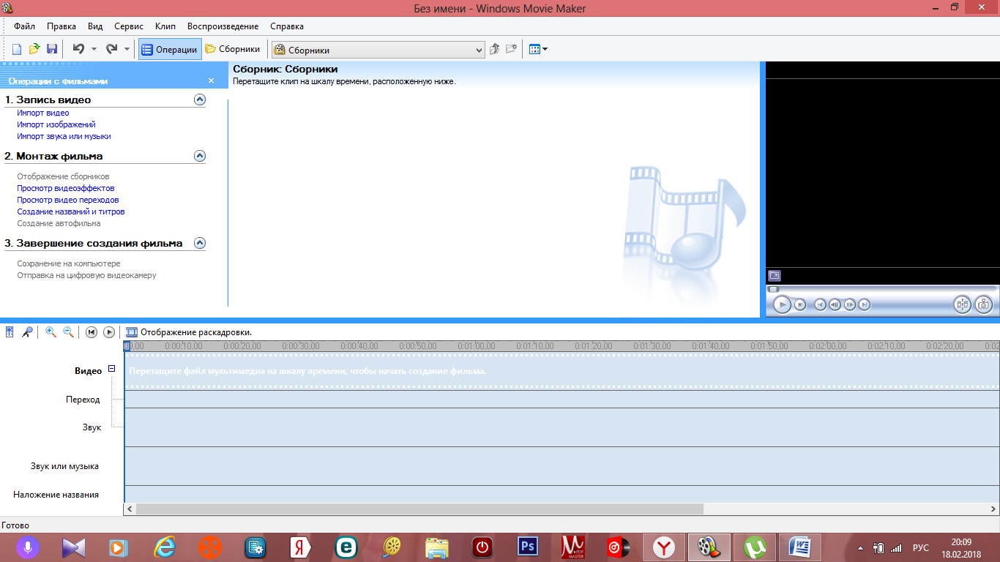 Без имени - Windows Movie Maker
Файл Правка Вид Сервис Клип Воспроизведение Справка
Операции Сборники Сборники
Операции с фильмами
1. Запись видео
Импорт видео
Импорт изображений
Импорт звука или музыки
2. Монтаж фильма
Отображение сборников
Просмотр видеоэффектов
Просмотр видео переходов
Создание названий и титров
Создание автофильма
3. Завершение создания фильма
Сохранение на компьютере
Отправка на цифровую видеокамеру
Сборник: Сборники
Перетащите клип на шкалу времени, расположенную ниже.
Отображение раскадровки.
0:00:10,00 0:00:20,00 0:00:30,00 0:00:40,00 0:00:50,00 0:01:00,00 0:01:10,00 0:01:20,00 0:01:30,00 0:01:40,00 0:01:50,00 0:02:00,00 0:02:10,00 0:02:20,00
Видео
Перетащите файл мультимедиа на шкалу времени, чтобы начать создание фильма.
Переход
Звук
Звук или музыка
Наложение названия
Готово
Я
Ps
PDF
MASTER
РУС
20:09
18.02.2018